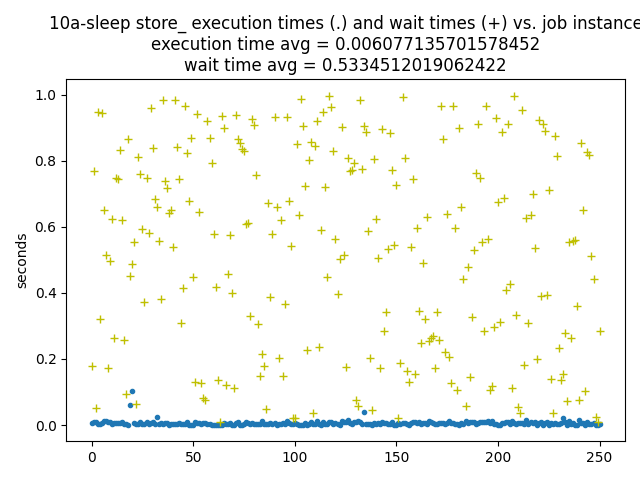 10a-sleep store_ execution times (.) and wait times (+) vs. job instance
execution time avg = 0.006077135701578452
wait time avg = 0.5334512019062422
1.0
0.8
0.6
0.4
0.2
0.0
seconds
0 50 100 150 200 250